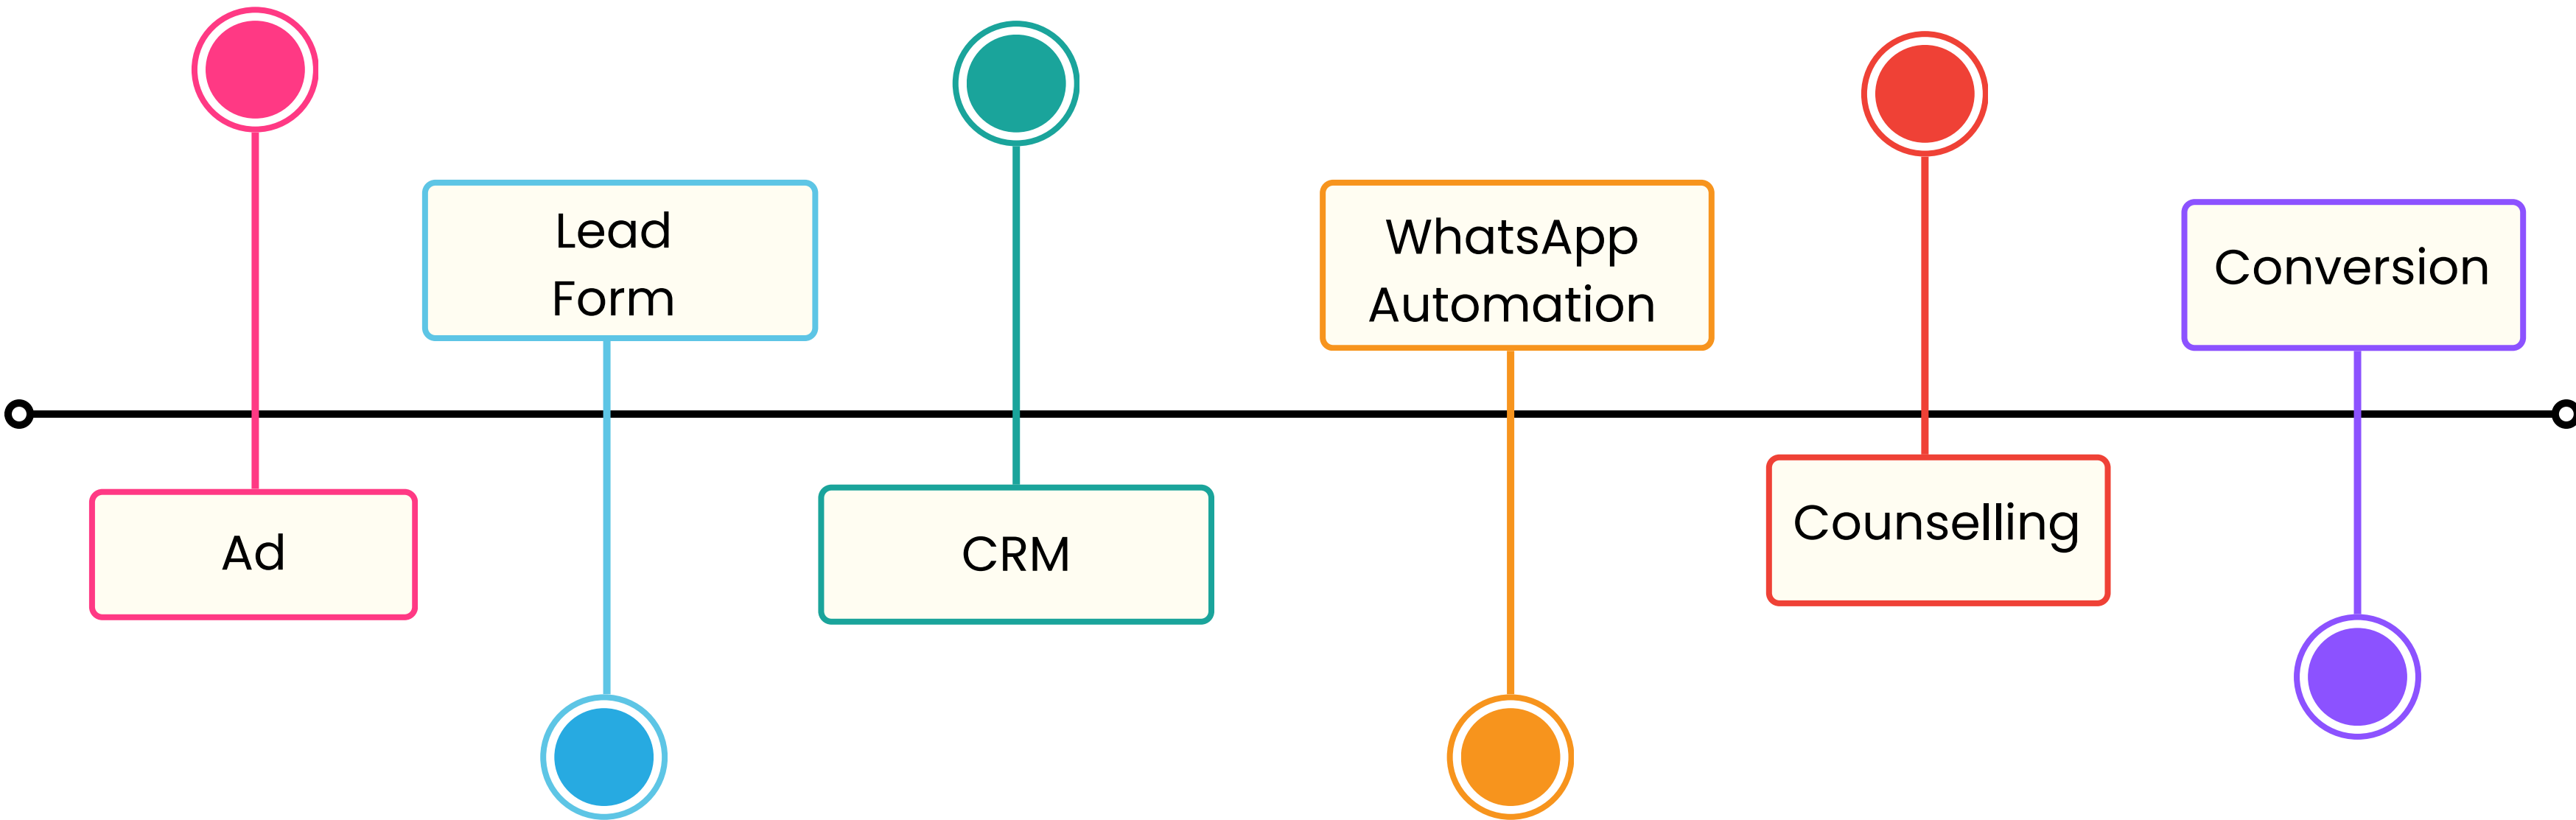 Ad
Lead
Form
CRM
WhatsApp
Automation
Counselling
Conversion